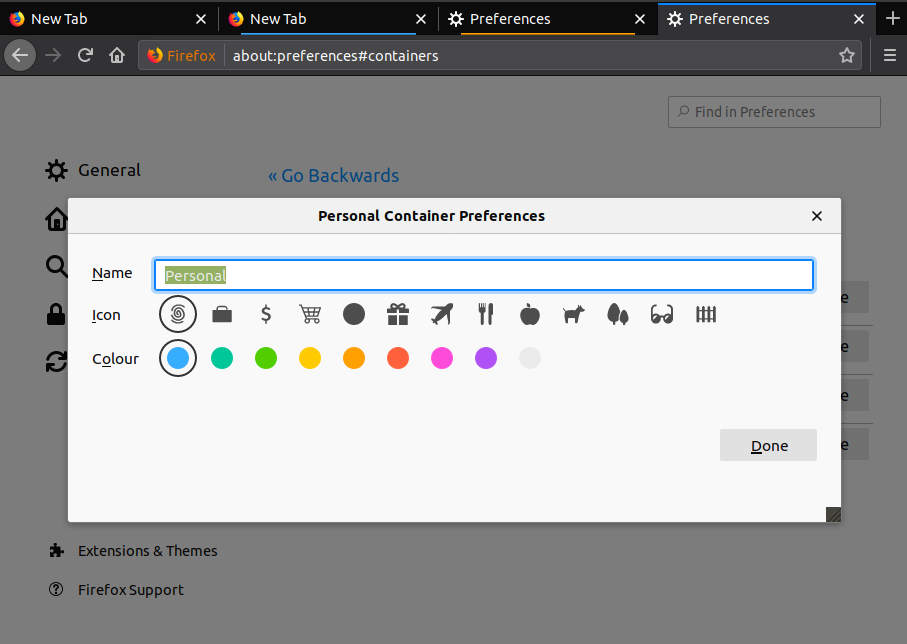 New Tab
New Tab
Preferences
Preferences
Firefox
about:preferences#containers
Find in Preferences
General
« Go Backwards
Personal Container Preferences
Name
Personal
Icon
Colour
Done
e
e
e
e
Extensions & Themes
Firefox Support